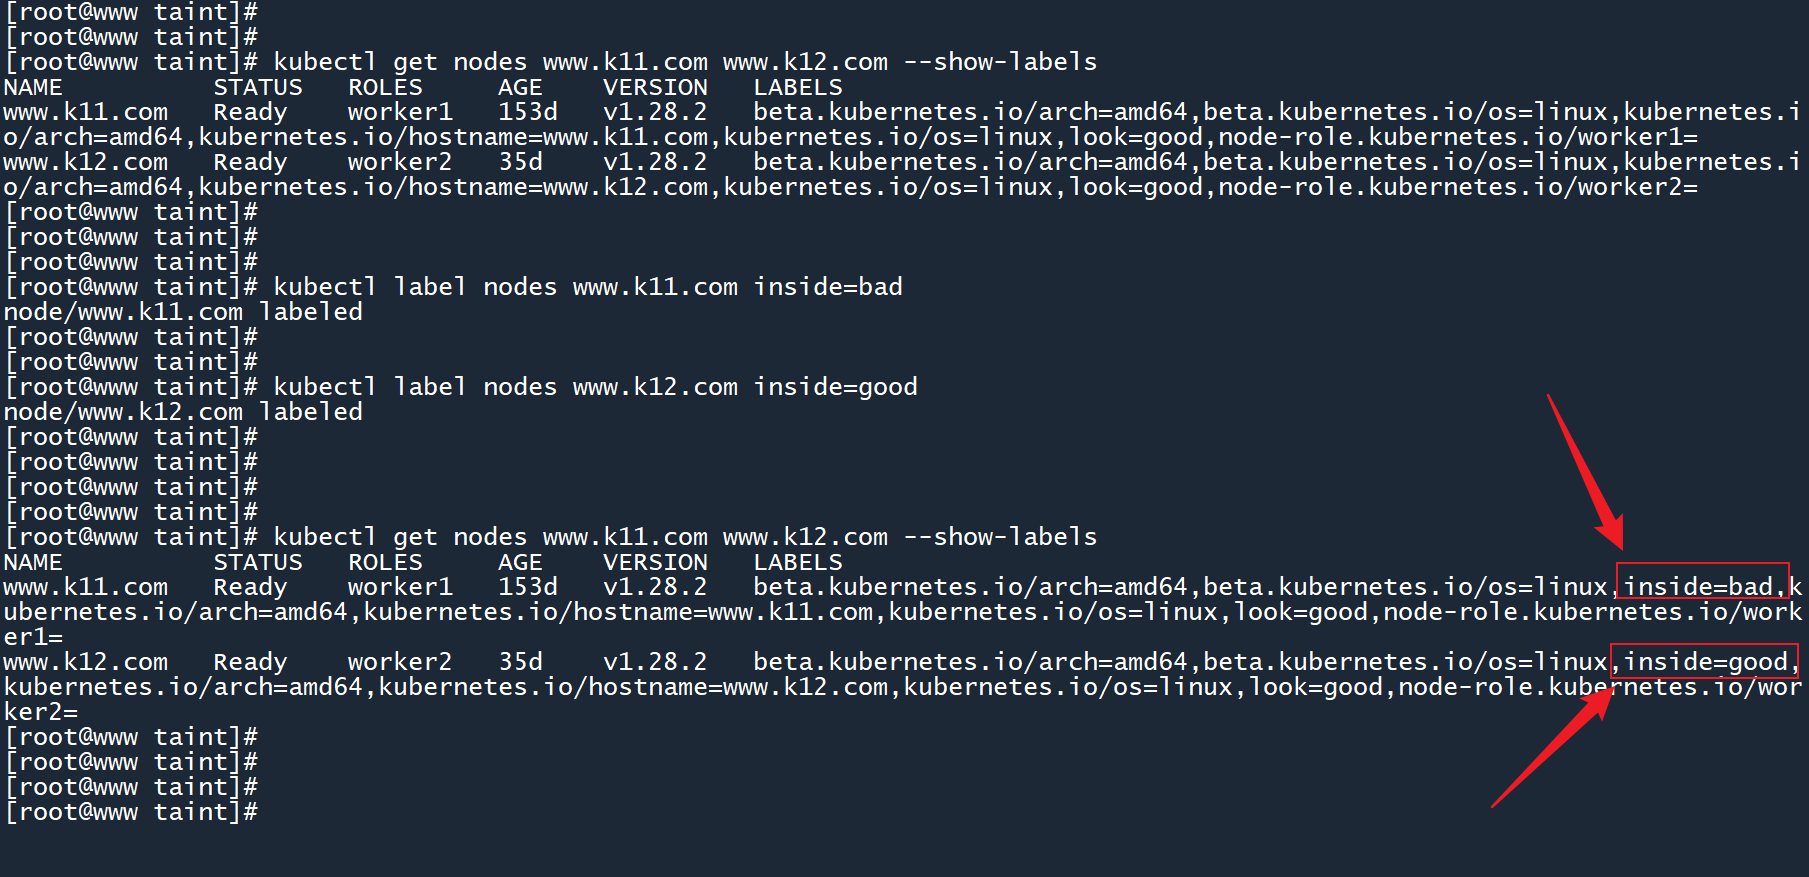 [root@www taint]#
[root@www taint]#
[root@www taint]# kubectl get nodes www.k11.com www.k12.com --show-labels
NAME          STATUS   ROLES     AGE    VERSION   LABELS
www.k11.com   Ready    worker1   153d   v1.28.2   beta.kubernetes.io/arch=amd64,beta.kubernetes.io/os=linux,kubernetes.i
o/arch=amd64,kubernetes.io/hostname=www.k11.com,kubernetes.io/os=linux,look=good,node-role.kubernetes.io/worker1=
www.k12.com   Ready    worker2   35d    v1.28.2   beta.kubernetes.io/arch=amd64,beta.kubernetes.io/os=linux,kubernetes.i
o/arch=amd64,kubernetes.io/hostname=www.k12.com,kubernetes.io/os=linux,look=good,node-role.kubernetes.io/worker2=
[root@www taint]#
[root@www taint]#
[root@www taint]#
[root@www taint]# kubectl label nodes www.k11.com inside=bad
node/www.k11.com labeled
[root@www taint]#
[root@www taint]#
[root@www taint]# kubectl label nodes www.k12.com inside=good
node/www.k12.com labeled
[root@www taint]#
[root@www taint]#
[root@www taint]#
[root@www taint]#
[root@www taint]# kubectl get nodes www.k11.com www.k12.com --show-labels
NAME          STATUS   ROLES     AGE    VERSION   LABELS
www.k11.com   Ready    worker1   153d   v1.28.2   beta.kubernetes.io/arch=amd64,beta.kubernetes.io/os=linux,inside=bad,k
ubernetes.io/arch=amd64,kubernetes.io/hostname=www.k11.com,kubernetes.io/os=linux,look=good,node-role.kubernetes.io/work
er1=
www.k12.com   Ready    worker2   35d    v1.28.2   beta.kubernetes.io/arch=amd64,beta.kubernetes.io/os=linux,inside=good,
kubernetes.io/arch=amd64,kubernetes.io/hostname=www.k12.com,kubernetes.io/os=linux,look=good,node-role.kubernetes.io/wor
ker2=
[root@www taint]#
[root@www taint]#
[root@www taint]#
[root@www taint]#